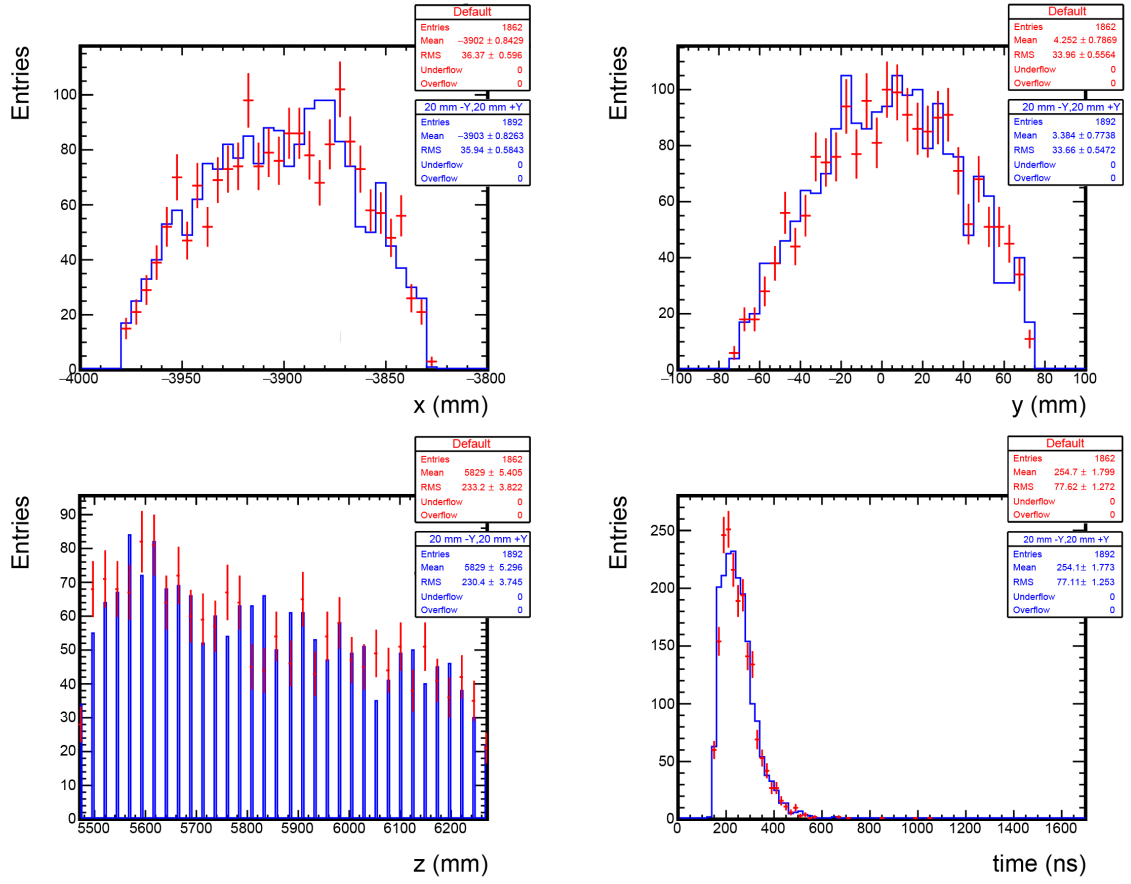 Default
Entries 1862
Mean −3902 ± 0.8429
RMS 36.37 ± 0.596
Underflow 0
Overflow 0
20 mm -Y,20 mm +Y
Entries 1892
Mean −3903 ± 0.8263
RMS 35.94 ± 0.5843
Underflow 0
Overflow 0
Entries
100
80
60
40
20
0
−4000 −3950 −3900 −3850 −3800
x (mm)
Default
Entries 1862
Mean 4.252 ± 0.7869
RMS 33.96 ± 0.5564
Underflow 0
Overflow 0
20 mm -Y,20 mm +Y
Entries 1892
Mean 3.384 ± 0.7738
RMS 33.66 ± 0.5472
Underflow 0
Overflow 0
Entries
100
80
60
40
20
0
−100 −80 −60 −40 −20 0 20 40 60 80 100
y (mm)
Default
Entries 1862
Mean 5829 ± 5.405
RMS 233.2 ± 3.822
Underflow 0
Overflow 0
20 mm -Y,20 mm +Y
Entries 1892
Mean 5829 ± 5.296
RMS 230.4 ± 3.745
Underflow 0
Overflow 0
Entries
90
80
70
60
50
40
30
20
10
0
5500 5600 5700 5800 5900 6000 6100 6200
z (mm)
Default
Entries 1862
Mean 254.7 ± 1.799
RMS 77.62 ± 1.272
Underflow 0
Overflow 0
20 mm -Y,20 mm +Y
Entries 1892
Mean 254.1 ± 1.773
RMS 77.11 ± 1.253
Underflow 0
Overflow 0
Entries
250
200
150
100
50
0
0 200 400 600 800 1000 1200 1400 1600
time (ns)